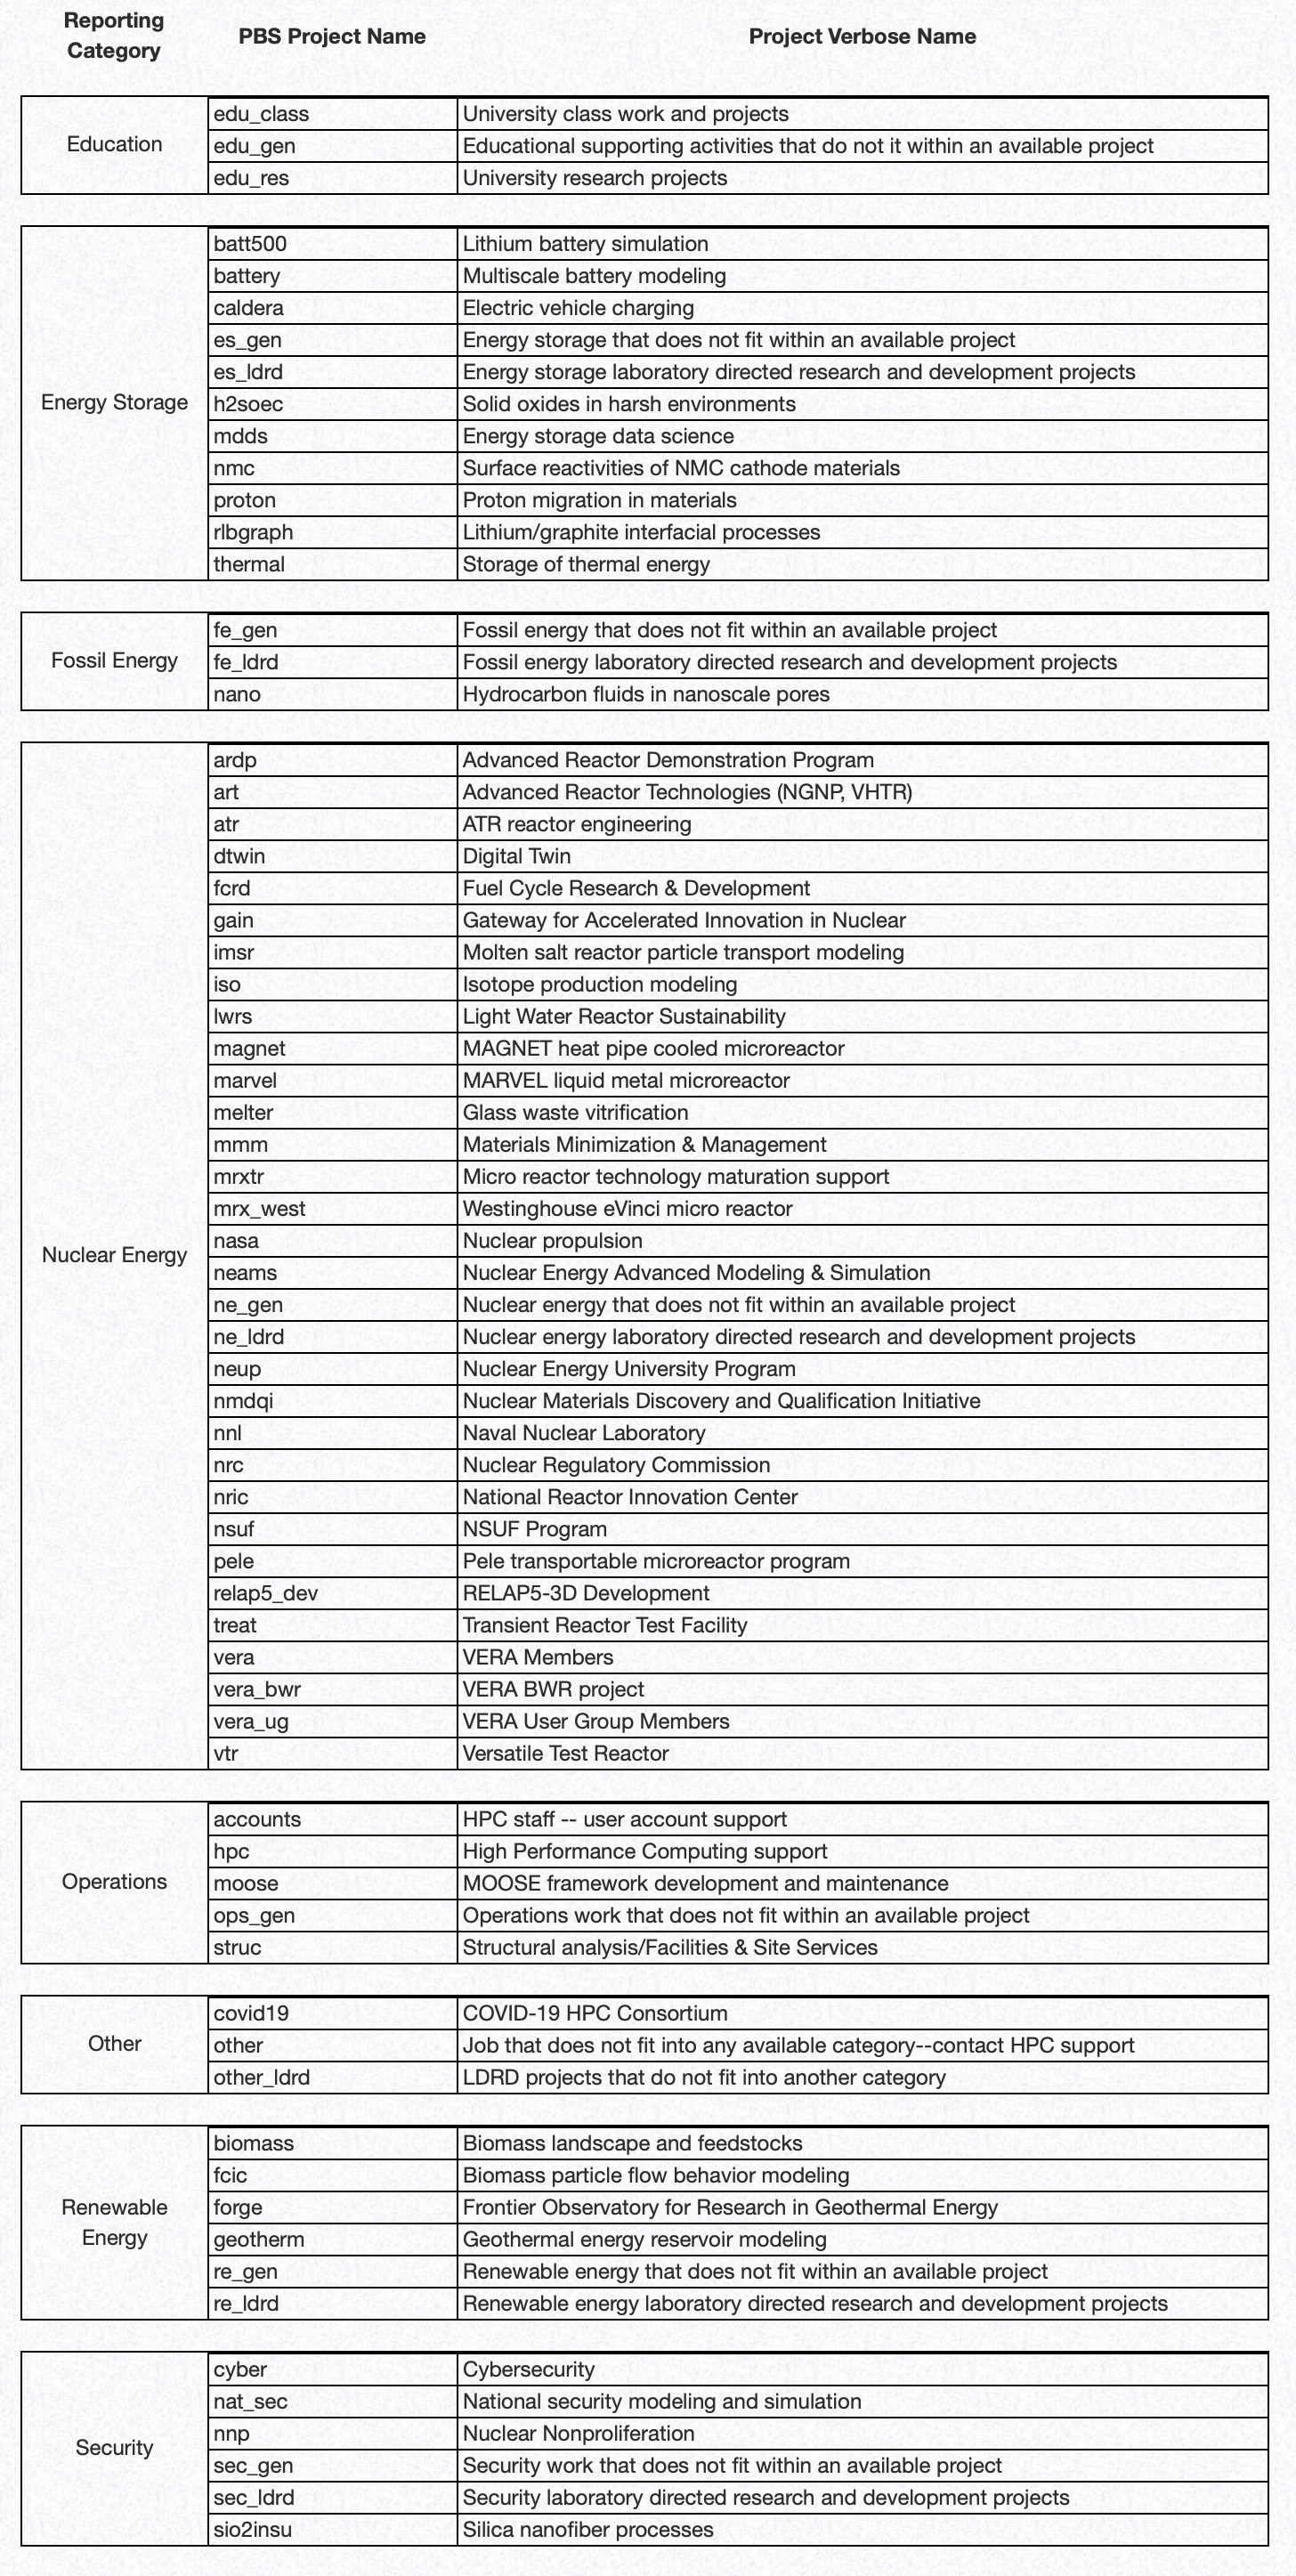 Reporting Category PBS Project Name Project Verbose Name
Education
edu_class University class work and projects
edu_gen Educational supporting activities that do not it within an available project
edu_res University research projects
Energy Storage
batt500 Lithium battery simulation
battery Multiscale battery modeling
caldera Electric vehicle charging
es_gen Energy storage that does not fit within an available project
es_ldrd Energy storage laboratory directed research and development projects
h2soec Solid oxides in harsh environments
mdds Energy storage data science
nmc Surface reactivities of NMC cathode materials
proton Proton migration in materials
rlbgraph Lithium/graphite interfacial processes
thermal Storage of thermal energy
Fossil Energy
fe_gen Fossil energy that does not fit within an available project
fe_ldrd Fossil energy laboratory directed research and development projects
nano Hydrocarbon fluids in nanoscale pores
Nuclear Energy
ardp Advanced Reactor Demonstration Program
art Advanced Reactor Technologies (NGNP, VHTR)
atr ATR reactor engineering
dtwin Digital Twin
fcrd Fuel Cycle Research & Development
gain Gateway for Accelerated Innovation in Nuclear
imsr Molten salt reactor particle transport modeling
iso Isotope production modeling
lwrs Light Water Reactor Sustainability
magnet MAGNET heat pipe cooled microreactor
marvel MARVEL liquid metal microreactor
melter Glass waste vitrification
mmm Materials Minimization & Management
mrxtr Micro reactor technology maturation support
mrx_west Westinghouse eVinci micro reactor
nasa Nuclear propulsion
neams Nuclear Energy Advanced Modeling & Simulation
ne_gen Nuclear energy that does not fit within an available project
ne_ldrd Nuclear energy laboratory directed research and development projects
neup Nuclear Energy University Program
nmdqi Nuclear Materials Discovery and Qualification Initiative
nnl Naval Nuclear Laboratory
nrc Nuclear Regulatory Commission
nric National Reactor Innovation Center
nsuf NSUF Program
pele Pele transportable microreactor program
relap5_dev RELAP5-3D Development
treat Transient Reactor Test Facility
vera VERA Members
vera_bwr VERA BWR project
vera_ug VERA User Group Members
vtr Versatile Test Reactor
Operations
accounts HPC staff -- user account support
hpc High Performance Computing support
moose MOOSE framework development and maintenance
ops_gen Operations work that does not fit within an available project
struc Structural analysis/Facilities & Site Services
Other
covid19 COVID-19 HPC Consortium
other Job that does not fit into any available category--contact HPC support
other_ldrd LDRD projects that do not fit into another category
Renewable Energy
biomass Biomass landscape and feedstocks
fcic Biomass particle flow behavior modeling
forge Frontier Observatory for Research in Geothermal Energy
geotherm Geothermal energy reservoir modeling
re_gen Renewable energy that does not fit within an available project
re_ldrd Renewable energy laboratory directed research and development projects
Security
cyber Cybersecurity
nat_sec National security modeling and simulation
nnp Nuclear Nonproliferation
sec_gen Security work that does not fit within an available project
sec_ldrd Security laboratory directed research and development projects
sio2insu Silica nanofiber processes